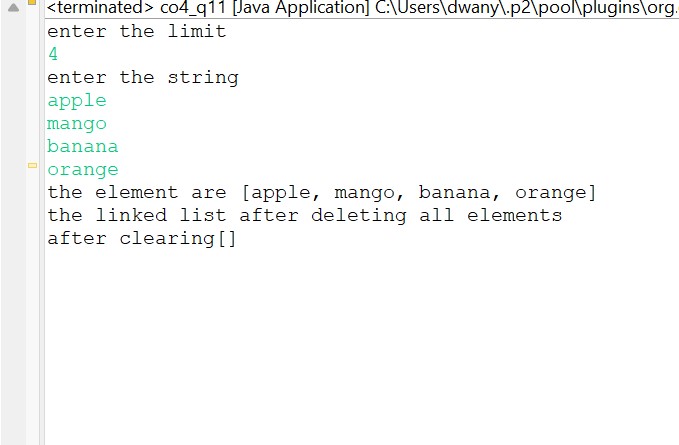 <terminated> co4_q11 [Java Application] C:\Users\dwany\.p2\pool\plugins\org.
enter the limit
4
enter the string
apple
mango
banana
orange
the element are [apple, mango, banana, orange]
the linked list after deleting all elements
after clearing[]